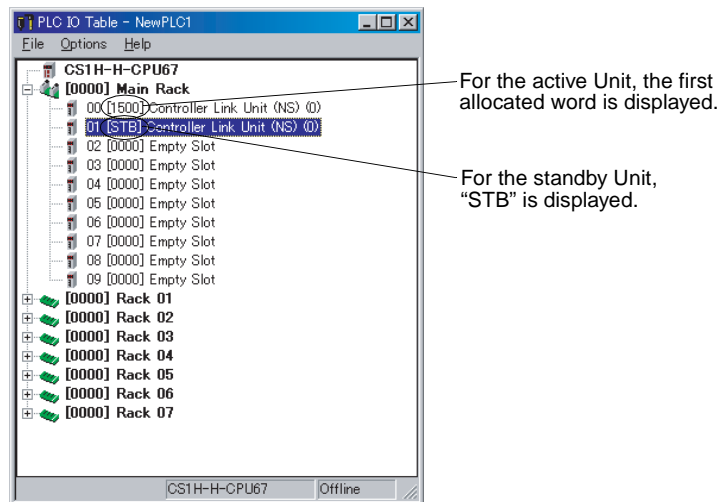 PLC IO Table - NewPLC1
File Options Help
CS1H-H-CPU67
[0000] Main Rack
00 [1500] Controller Link Unit (NS) (0)
01 [STB] Controller Link Unit (NS) (0)
02 [0000] Empty Slot
03 [0000] Empty Slot
04 [0000] Empty Slot
05 [0000] Empty Slot
06 [0000] Empty Slot
07 [0000] Empty Slot
08 [0000] Empty Slot
09 [0000] Empty Slot
[0000] Rack 01
[0000] Rack 02
[0000] Rack 03
[0000] Rack 04
[0000] Rack 05
[0000] Rack 06
[0000] Rack 07
CS1H-H-CPU67 Offline
For the active Unit, the first
allocated word is displayed.
For the standby Unit,
“STB” is displayed.